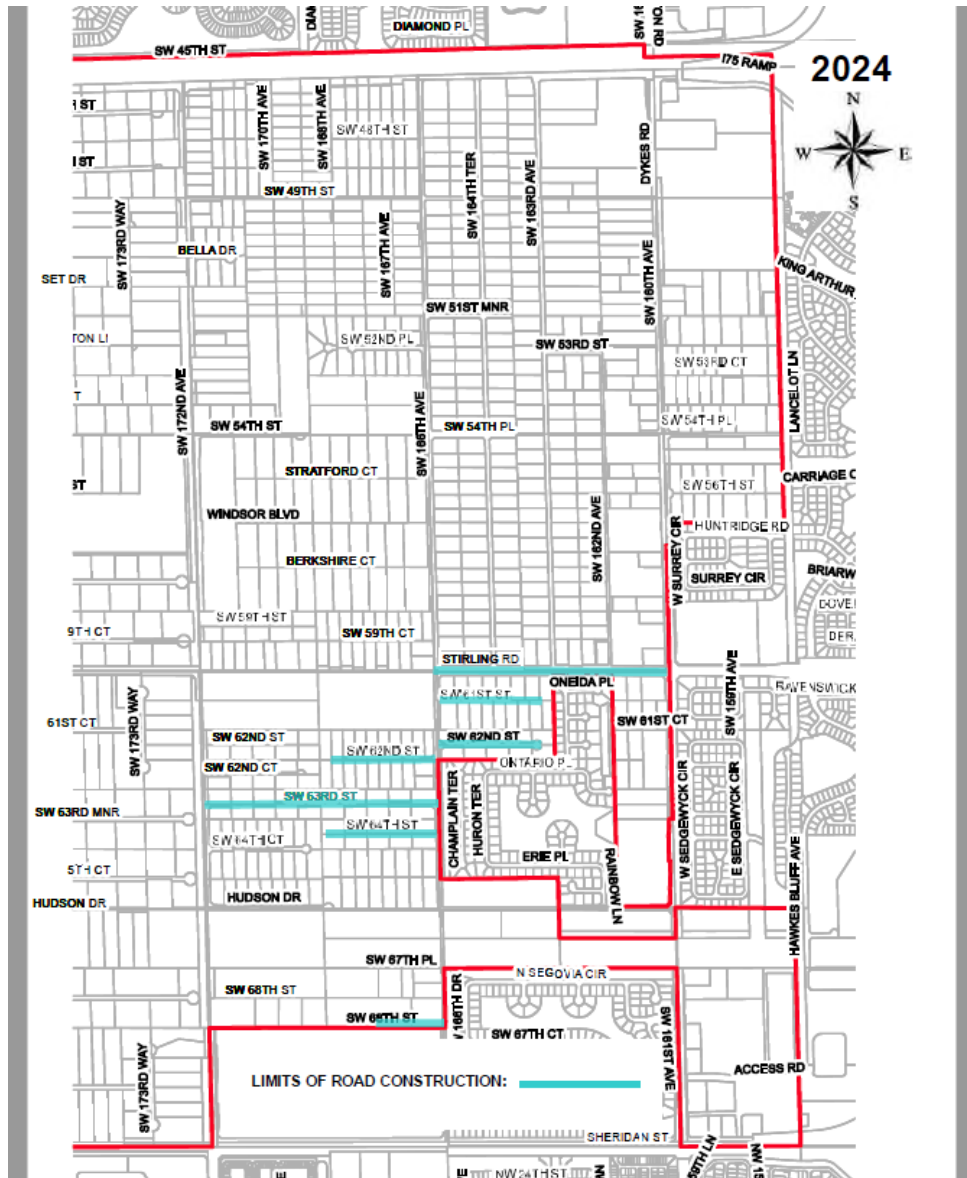 DIAMOND PL
SW 45TH ST
I75 RAMP
2024
N
W
E
S
SW 170TH AVE
SW 168TH AVE
SW 48TH ST
SW 164TH TER
SW 163RD AVE
DYKES RD
SW 49TH ST
SW 173RD WAY
BELLA DR
SW 167TH AVE
SW 160TH AVE
SET DR
KING ARTHUR
SW 51ST MNR
SW 52ND PL
SW 53RD ST
SW 53RD CT
LANCELOT LN
SW 172ND AVE
SW 166TH AVE
SW 54TH ST
SW 54TH PL
SW 54TH PL
STRATFORD CT
CARRIAGE
SW 56TH ST
WINDSOR BLVD
HUNTRIDGE RD
SW 162ND AVE
W SURREY CIR
BERKSHIRE CT
SURREY CIR
BRIARW
SW 59TH ST
SW 59TH CT
STIRLING RD
ONEIDA PL
SW 61ST ST
SW 159TH AVE
RAVENSWICK
61ST CT
SW 173RD WAY
SW 61ST CT
SW 62ND ST
SW 62ND ST
SW 62ND ST
SW 62ND CT
ONTARIO PL
SW 63RD ST
SW 63RD MNR
CHAMPLAIN TER
HURON TER
W SEDGEWYCK CIR
E SEDGEWYCK CIR
SW 64TH ST
SW 64TH CT
ERIE PL
RAINBOW LN
HAWKES BLUFF AVE
5TH CT
HUDSON DR
HUDSON DR
SW 67TH PL
N SEGOVIA CIR
SW 68TH ST
SW 166TH DR
SW 68TH ST
SW 67TH CT
SW 161ST AVE
SW 173RD WAY
ACCESS RD
LIMITS OF ROAD CONSTRUCTION:
SHERIDAN ST
NW 24TH ST